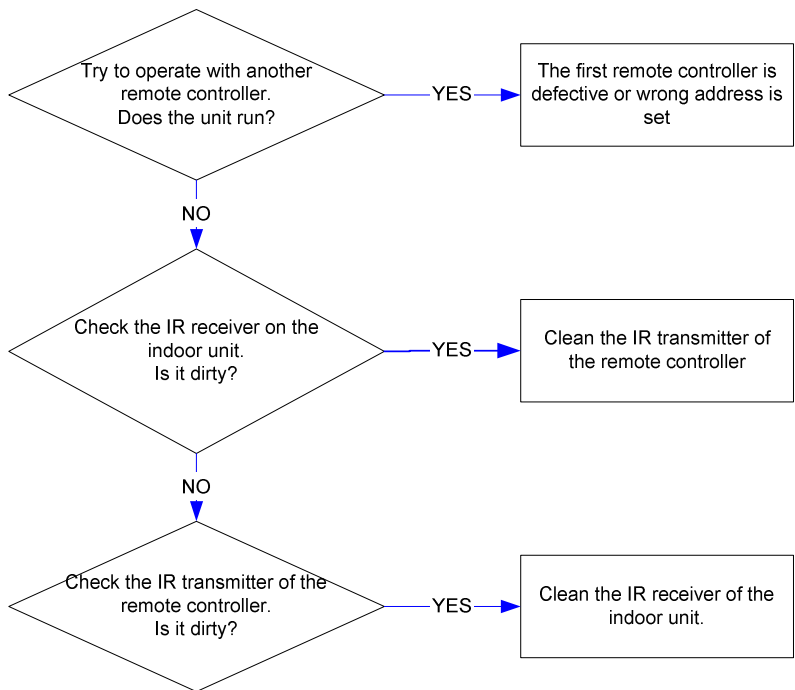 Try to operate with another
remote controller.
Does the unit run?
YES
The first remote controller is
defective or wrong address is
set
NO
Check the IR receiver on the
indoor unit.
Is it dirty?
YES
Clean the IR transmitter of
the remote controller
NO
Check the IR transmitter of the
remote controller.
Is it dirty?
YES
Clean the IR receiver of the
indoor unit.